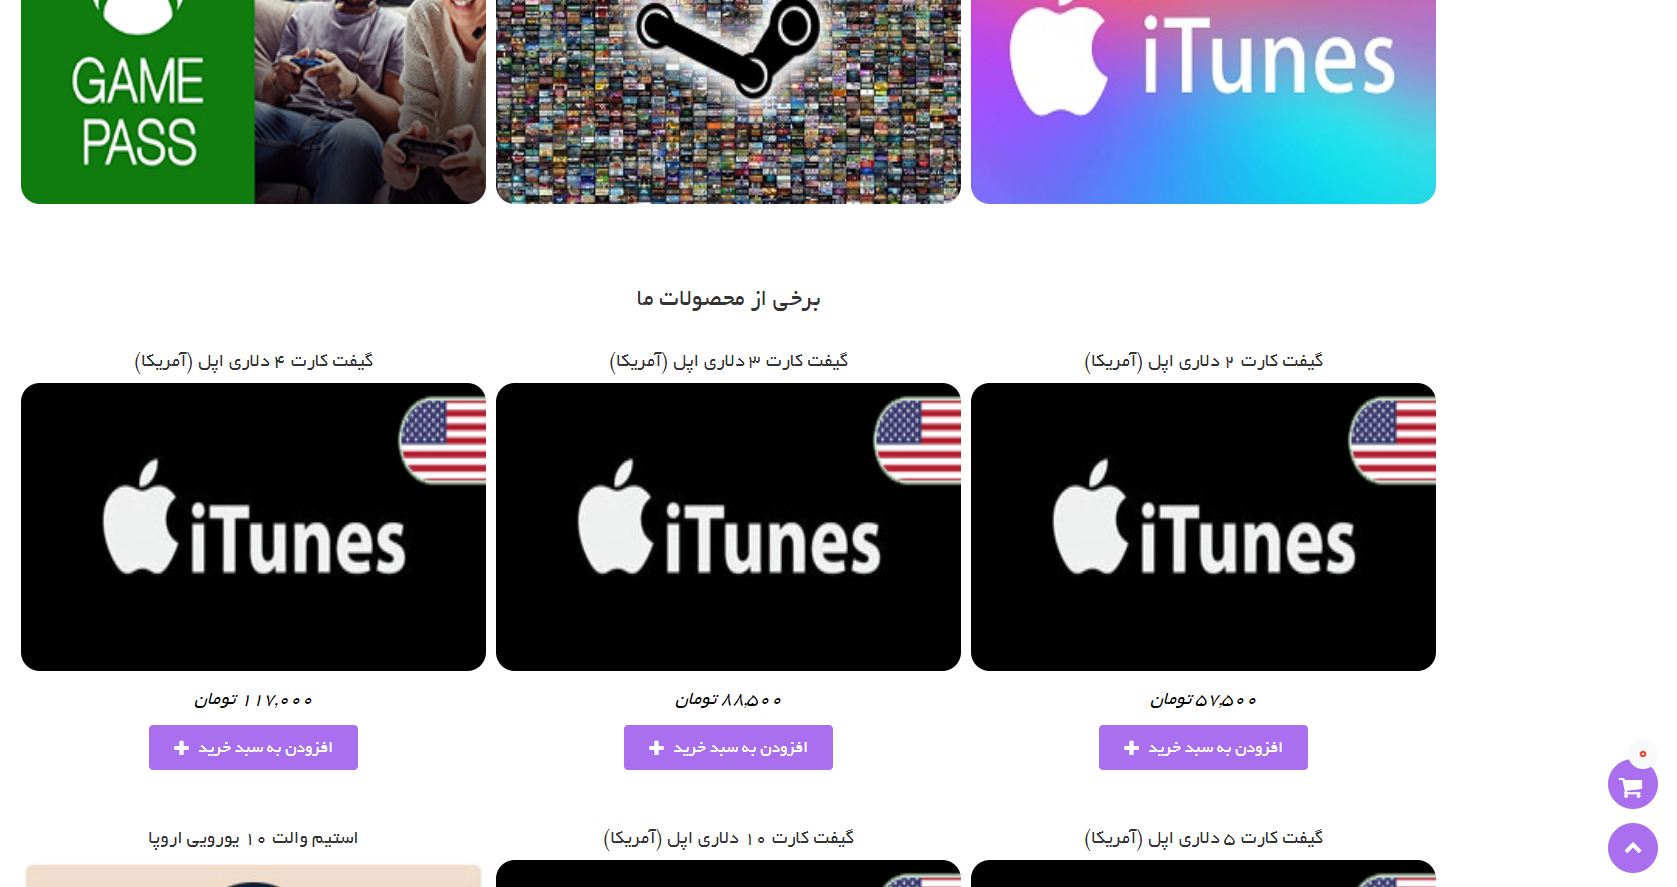 iTunes
GAME
PASS
برخی از محصولات ما
گیفت کارت ۲ دلاری اپل (آمریکا)
گیفت کارت ۳ دلاری اپل (آمریکا)
گیفت کارت ۴ دلاری اپل (آمریکا)
iTunes
iTunes
iTunes
۵۷,۵۰۰ تومان
۸۸,۵۰۰ تومان
۱۱۷,۰۰۰ تومان
افزودن به سبد خرید
افزودن به سبد خرید
افزودن به سبد خرید
۰
گیفت کارت ۵ دلاری اپل (آمریکا)
گیفت کارت ۱۰ دلاری اپل (آمریکا)
استیم والت ۱۰ یورویی اروپا